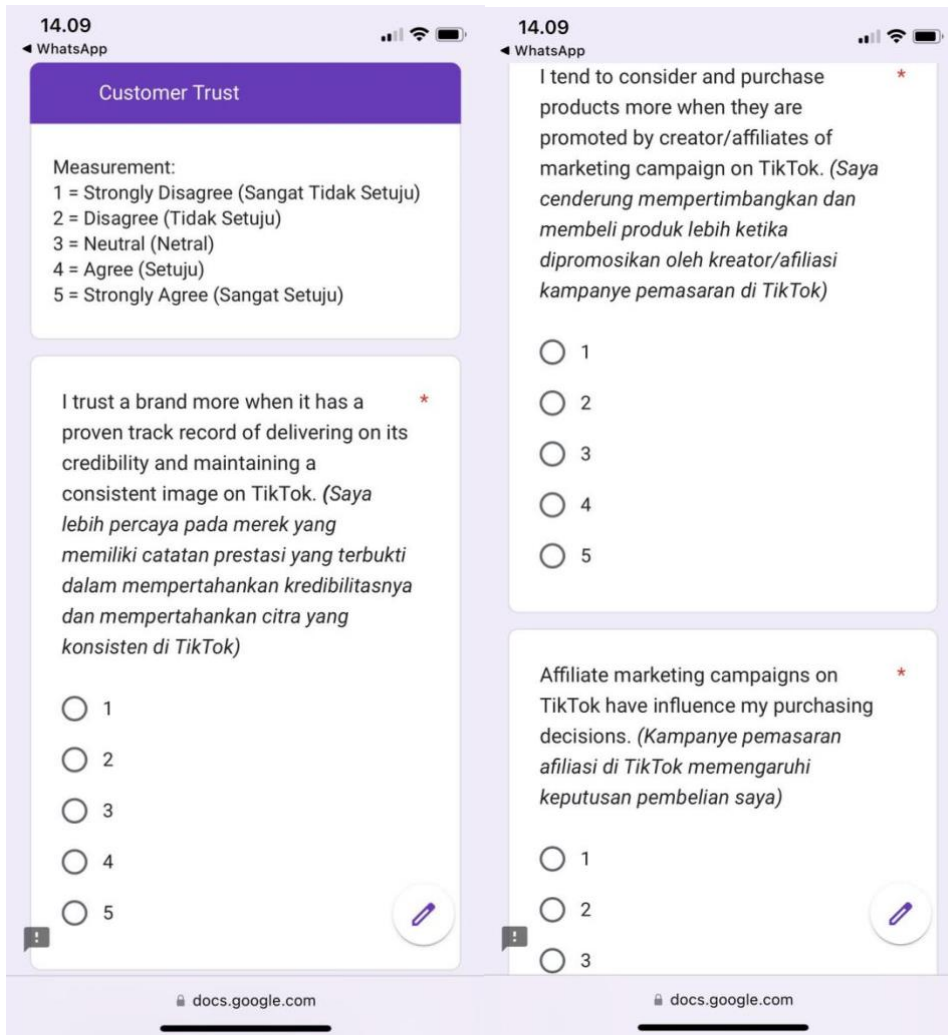 14.09
◀ WhatsApp
Customer Trust
Measurement:
1 = Strongly Disagree (Sangat Tidak Setuju)
2 = Disagree (Tidak Setuju)
3 = Neutral (Netral)
4 = Agree (Setuju)
5 = Strongly Agree (Sangat Setuju)
I trust a brand more when it has a *
proven track record of delivering on its
credibility and maintaining a
consistent image on TikTok. (Saya
lebih percaya pada merek yang
memiliki catatan prestasi yang terbukti
dalam mempertahankan kredibilitasnya
dan mempertahankan citra yang
konsisten di TikTok)
1
2
3
4
5
docs.google.com
14.09
◀ WhatsApp
I tend to consider and purchase *
products more when they are
promoted by creator/affiliates of
marketing campaign on TikTok. (Saya
cenderung mempertimbangkan dan
membeli produk lebih ketika
dipromosikan oleh kreator/afiliasi
kampanye pemasaran di TikTok)
1
2
3
4
5
Affiliate marketing campaigns on *
TikTok have influence my purchasing
decisions. (Kampanye pemasaran
afiliasi di TikTok memengaruhi
keputusan pembelian saya)
1
2
3
docs.google.com